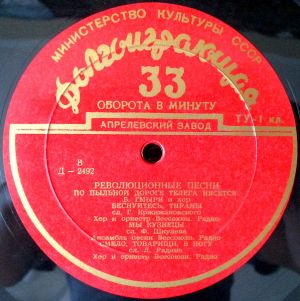 МИНИСТЕРСТВО КУЛЬТУРЫ СССР
Долгоиграющая
33
ОБОРОТА В МИНУТУ
АПРЕЛЕВСКИЙ ЗАВОД
ТУ-1 кл.
В
Д — 2492
РЕВОЛЮЦИОННЫЕ ПЕСНИ
ПО ПЫЛЬНОЙ ДОРОГЕ ТЕЛЕГА НЕСЕТСЯ
Б. Гмыря и хор
БЕСНУЙТЕСЬ, ТИРАНЫ
сл. Г. Кржижановского
Хор и оркестр Всесоюзн. Радио
МЫ КУЗНЕЦЫ
сл. Ф. Шкулева
Ансамбль песни Всесоюзн. Радио
СМЕЛО, ТОВАРИЩИ, В НОГУ
сл. Л. Радина
Хор и оркестр Всесоюзн. Радио